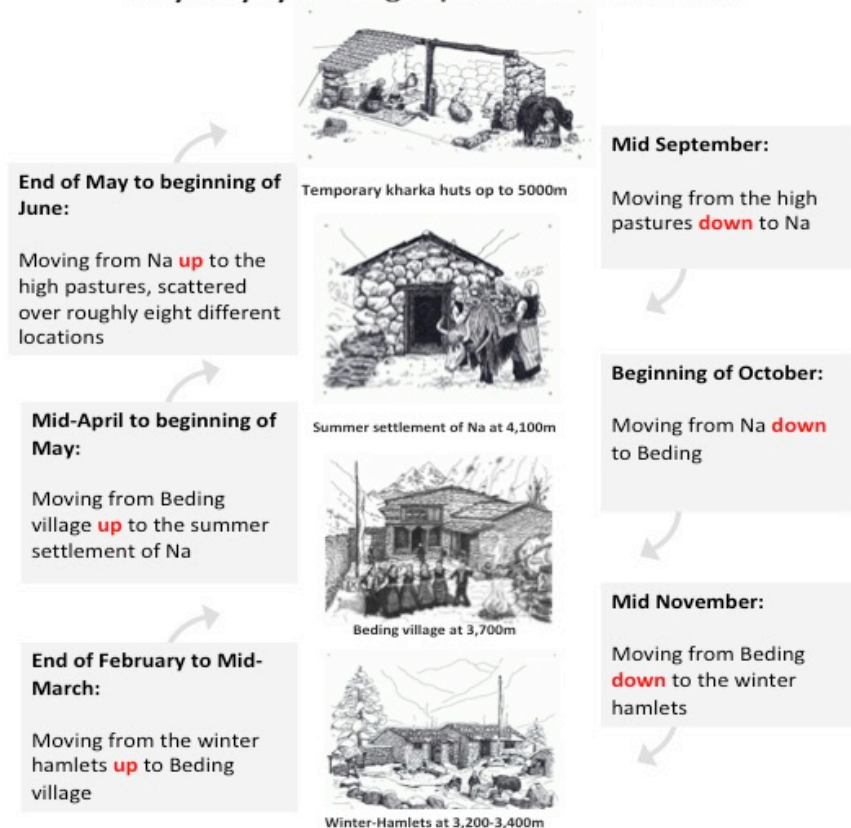 Temporary kharka huts op to 5000m
End of May to beginning of
June:
Moving from Na up to the
high pastures, scattered
over roughly eight different
locations
Mid September:
Moving from the high
pastures down to Na
Summer settlement of Na at 4,100m
Mid-April to beginning of
May:
Moving from Beding
village up to the summer
settlement of Na
Beginning of October:
Moving from Na down
to Beding
Beding village at 3,700m
End of February to Mid-
March:
Moving from the winter
hamlets up to Beding
village
Mid November:
Moving from Beding
down to the winter
hamlets
Winter-Hamlets at 3,200-3,400m